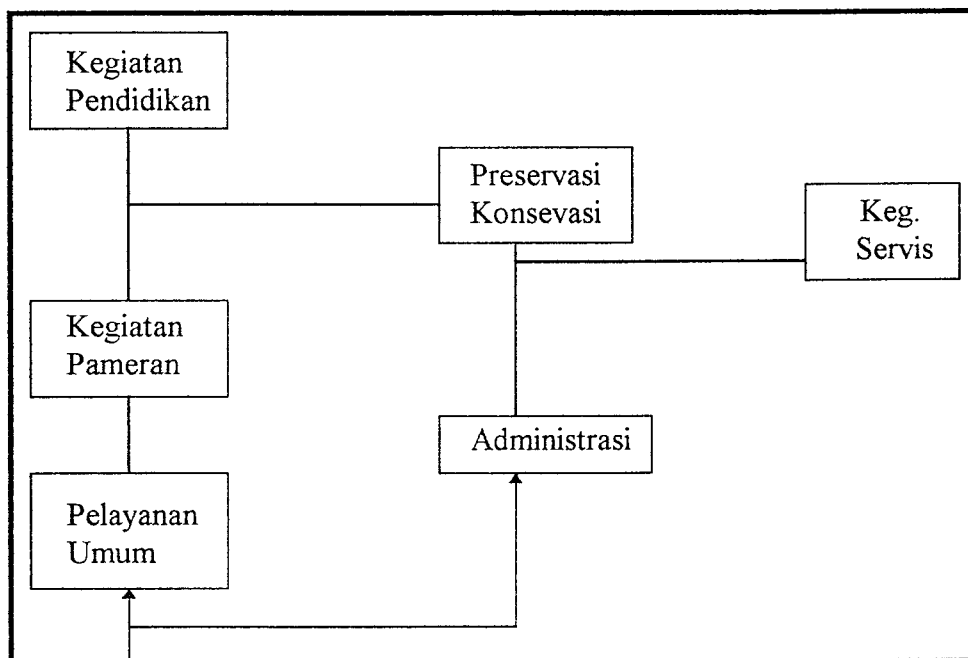 Kegiatan
Pendidikan
Preservasi
Konsevasi
Keg.
Servis
Kegiatan
Pameran
Administrasi
Pelayanan
Umum